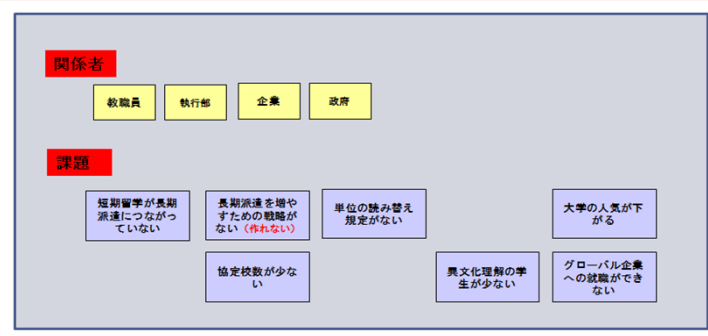 関係者
教職員
執行部
企業
政府
課題
短期留学が長期
派遣につながっ
ていない
長期派遣を増や
すための戦略が
ない（作れない）
単位の読み替え
規定がない
大学の人気が下
がる
協定校数が少な
い
異文化理解の学
生が少ない
グローバル企業
への就職ができ
ない